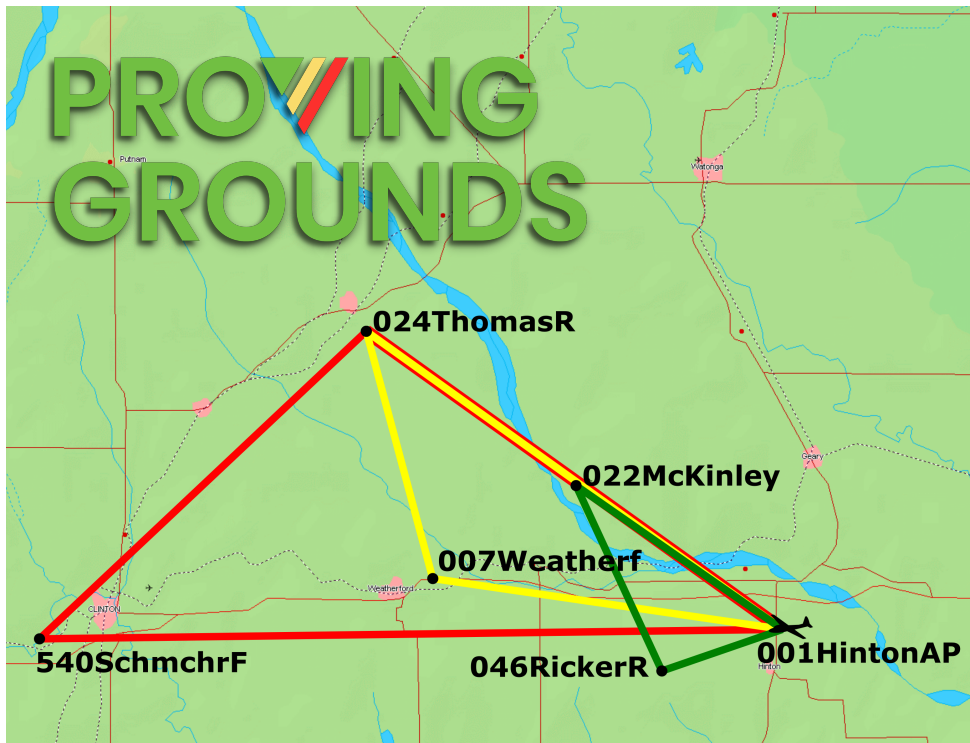 PROVING
GROUNDS
Putnam
Watonga
024ThomasR
022McKinley
Geary
007Weatherf
Weatherford
CLINTON
540SchmchrF
046RickerR
001HintonAP
Hinton